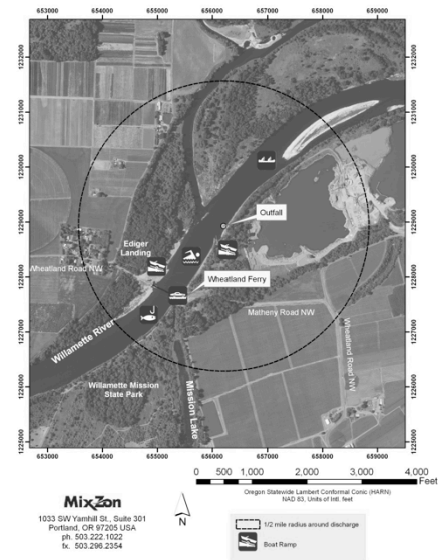 653000 654000 655000 656000 657000 658000 659000
1232000
1231000
1230000
1229000
1228000
1227000
1226000
1225000
Outfall
Ediger
Landing
Wheatland Road NW
Wheatland Ferry
Matheny Road NW
Wheatland Road NW
Willamette River
Willamette Mission
State Park
Mission Lake
0 500 1,000 2,000 3,000 4,000
Feet
Oregon Statewide Lambert Conformal Conic (HARN)
NAD 83, Units of Intl. feet
MixZon
1033 SW Yamhill St., Suite 301
Portland, OR 97205 USA
ph. 503.222.1022
fx. 503.296.2354
N
1/2 mile radius around discharge
Boat Ramp